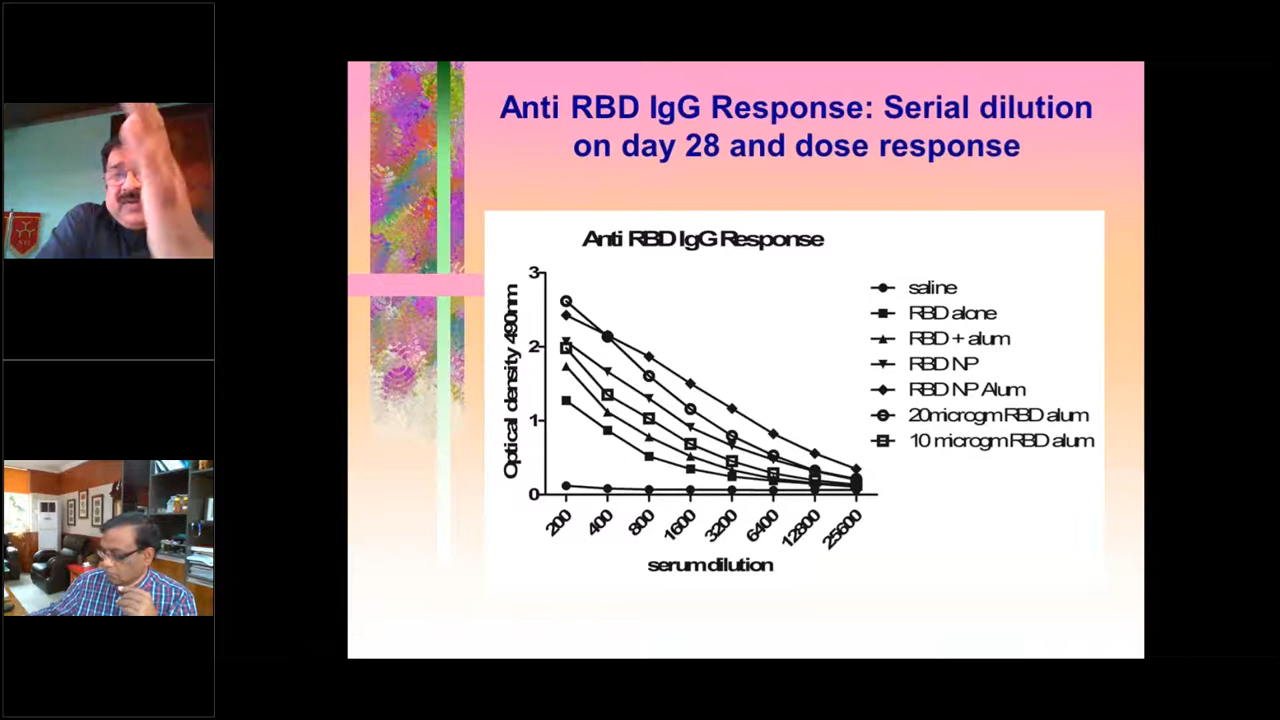 Anti RBD IgG Response: Serial dilution
on day 28 and dose response
Anti RBD IgG Response
Optical density 490nm
3
2
1
0
200
400
800
1600
3200
6400
12800
25600
serum dilution
saline
RBD alone
RBD + alum
RBD NP
RBD NP Alum
20microgm RBD alum
10 microgm RBD alum